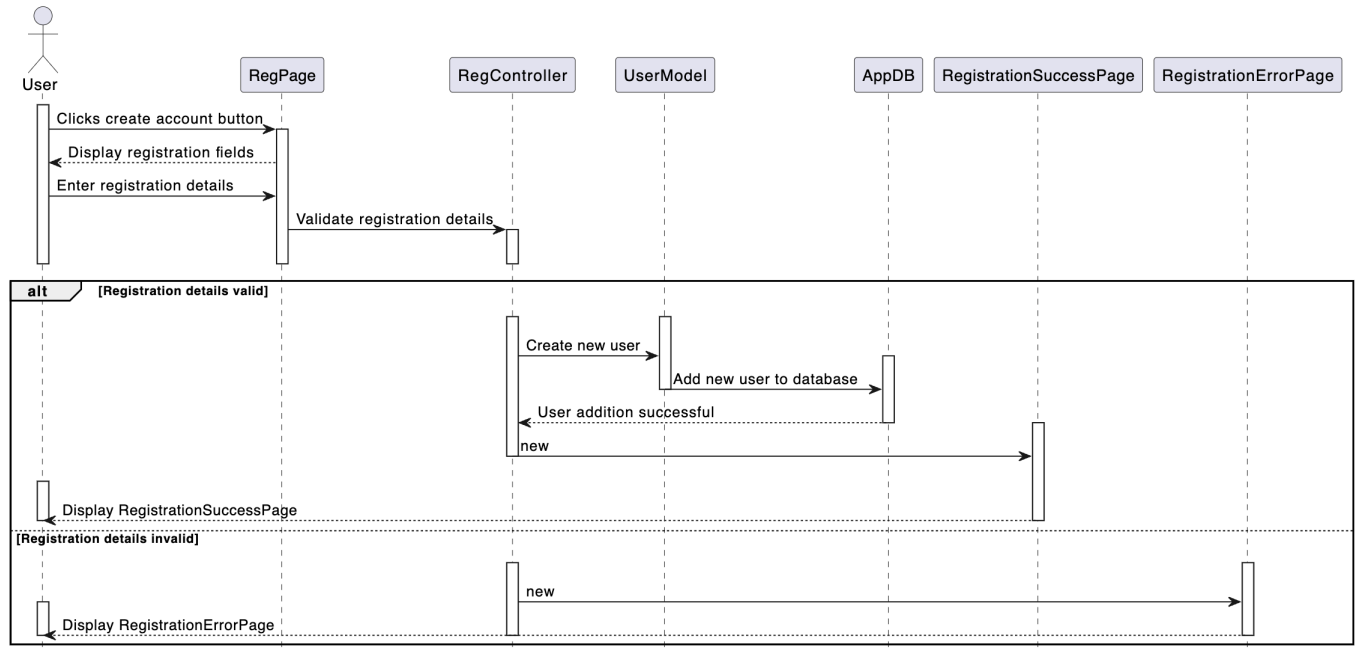 User
RegPage
RegController
UserModel
AppDB
RegistrationSuccessPage
RegistrationErrorPage
Clicks create account button
Display registration fields
Enter registration details
Validate registration details
alt
[Registration details valid]
Create new user
Add new user to database
User addition successful
new
Display RegistrationSuccessPage
[Registration details invalid]
new
Display RegistrationErrorPage